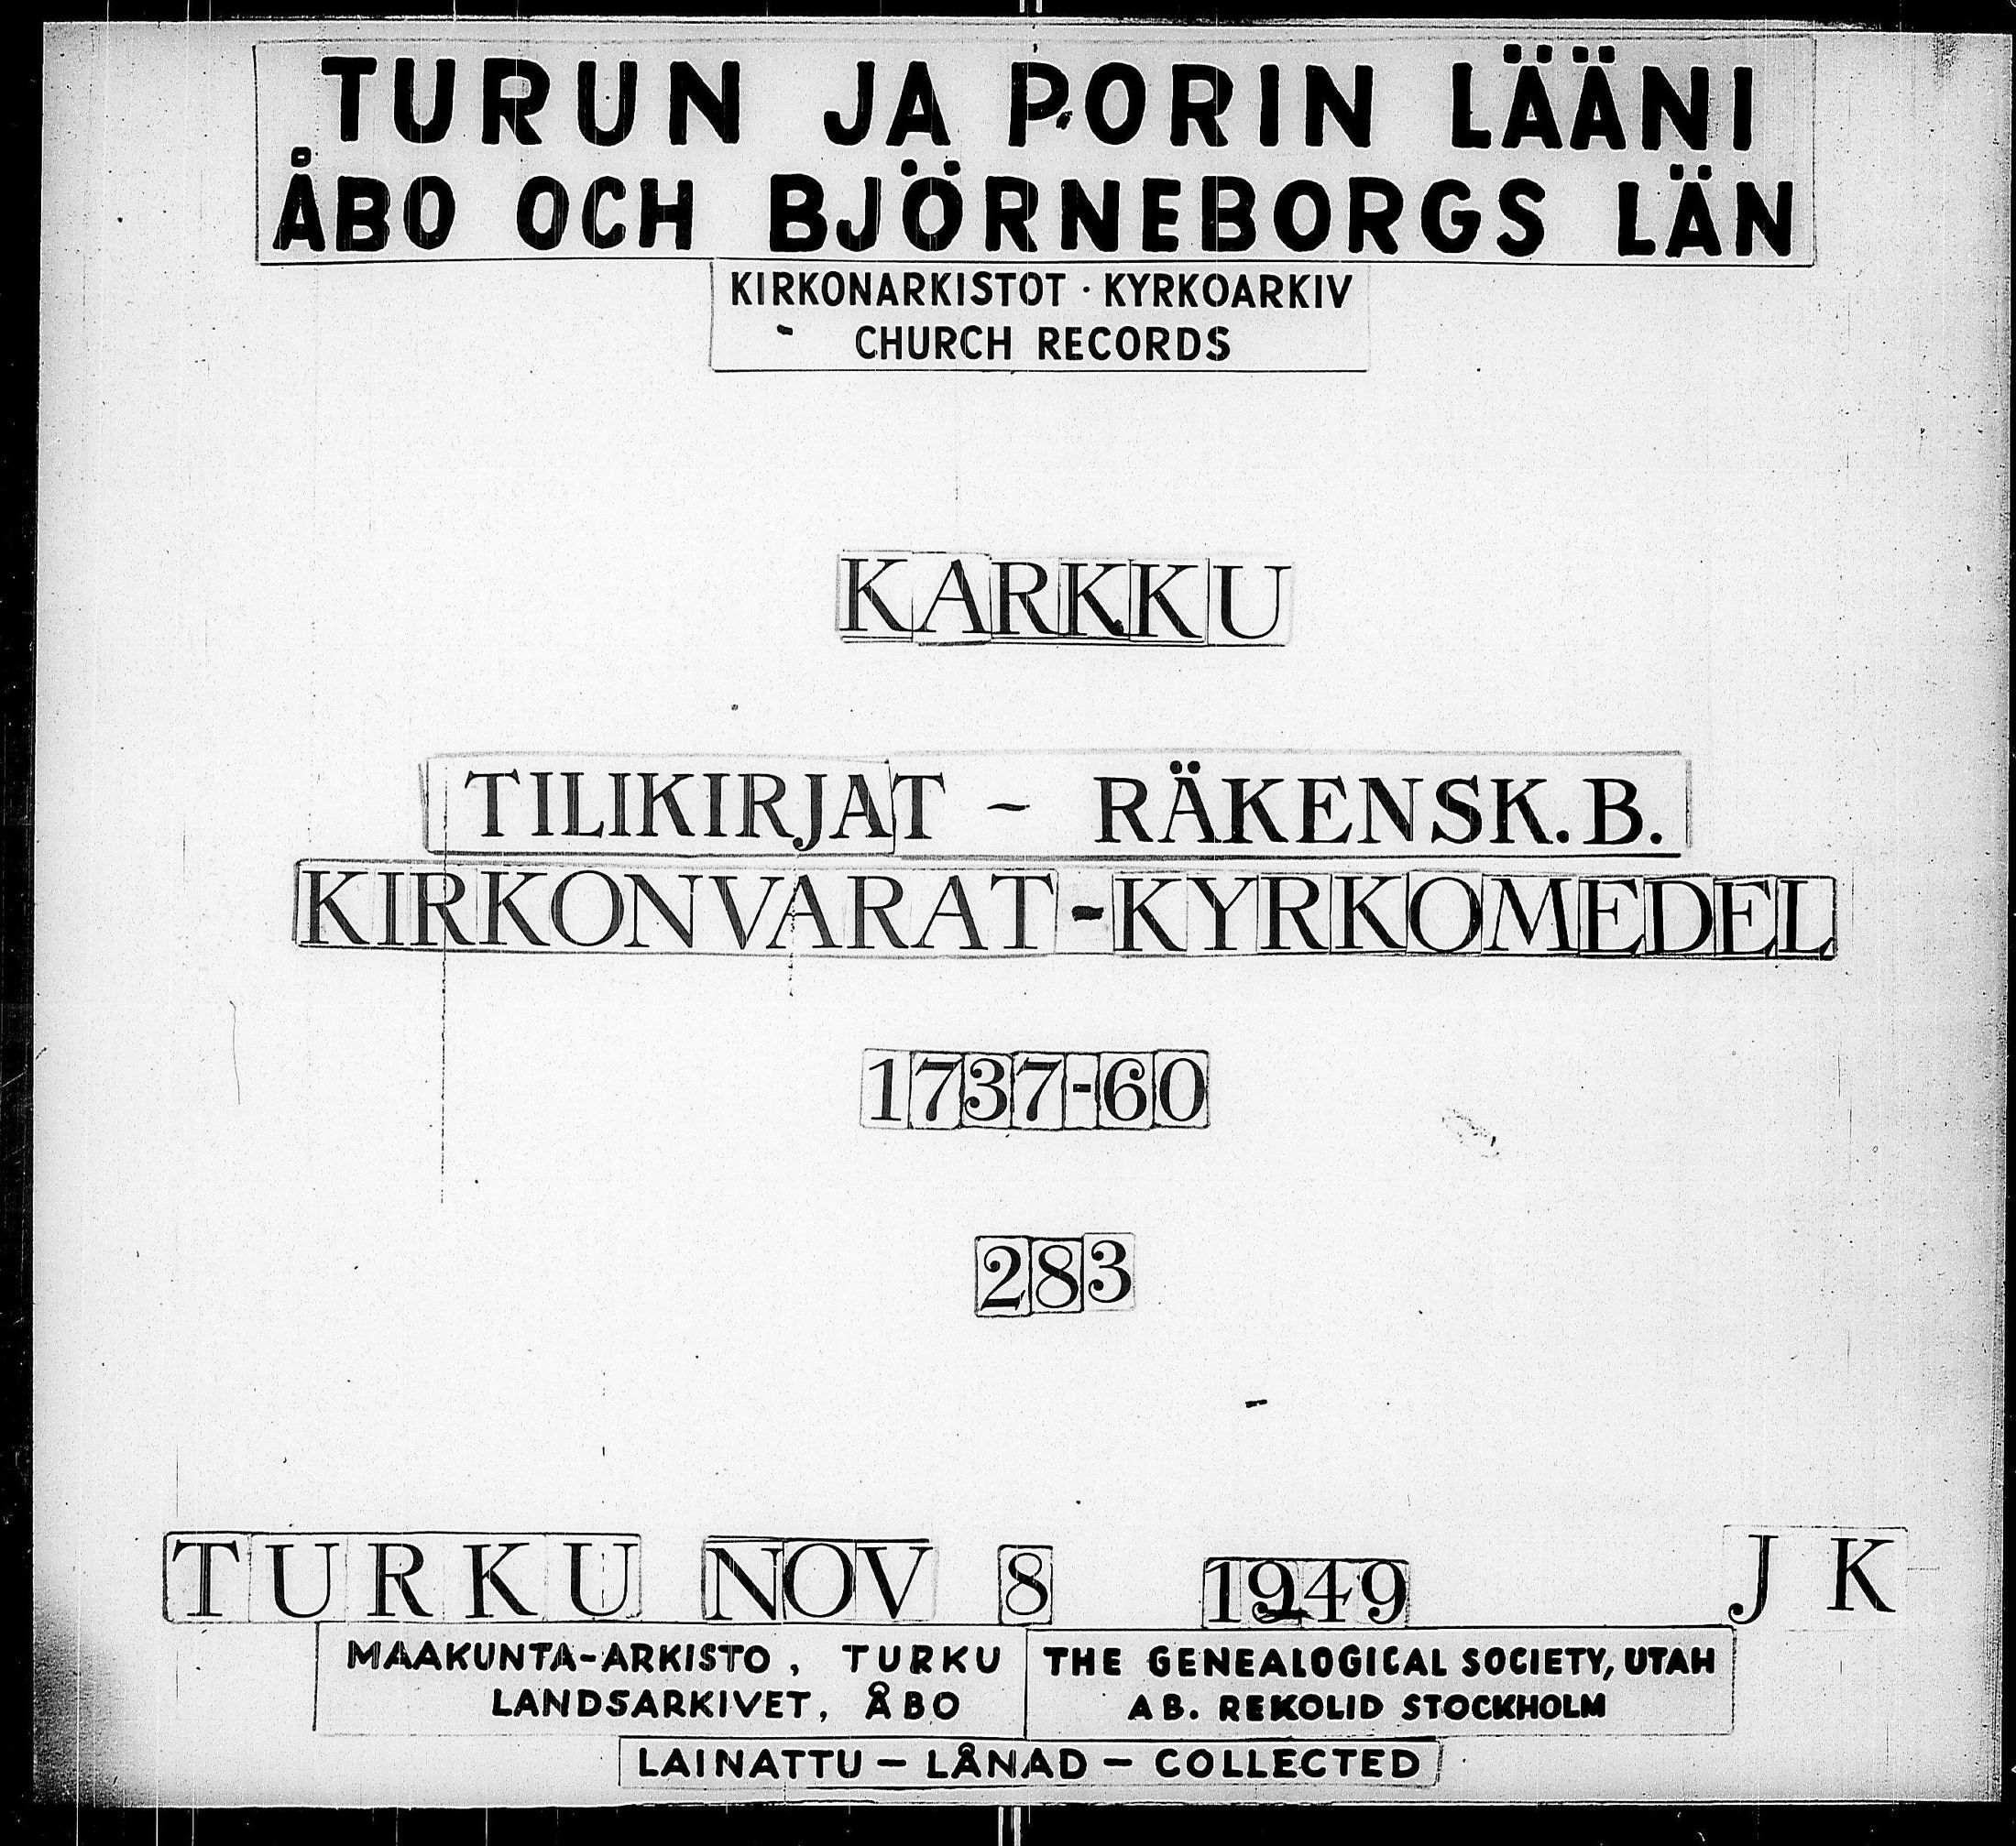 TURUN JA PORIN LÄÄNI
ÅBO OCH BJÖRNEBORGS LÄN
KIRKONARKISTOT · KYRKOARKIV
CHURCH RECORDS
KARKKU
TILIKIRJAT - RÄKENSK.B.
KIRKONVARAT-KYRKOMEDEL
1737-60
283
TURKU NOV 8 1949 J K
MAAKUNTA-ARKISTO, TURKU
LANDSARKIVET, ÅBO
THE GENEALOGICAL SOCIETY, UTAH
AB. REKOLID STOCKHOLM
LAINATTU - LÅNAD - COLLECTED